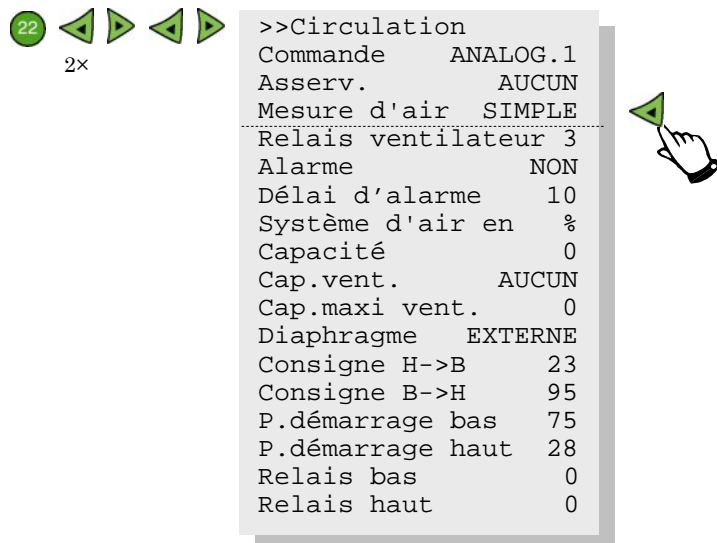 22
2×
>>Circulation
Commande ANALOG.1
Asserv. AUCUN
Mesure d'air SIMPLE
Relais ventilateur 3
Alarme NON
Délai d’alarme 10
Système d'air en %
Capacité 0
Cap.vent. AUCUN
Cap.maxi vent. 0
Diaphragme EXTERNE
Consigne H->B 23
Consigne B->H 95
P.démarrage bas 75
P.démarrage haut 28
Relais bas 0
Relais haut 0